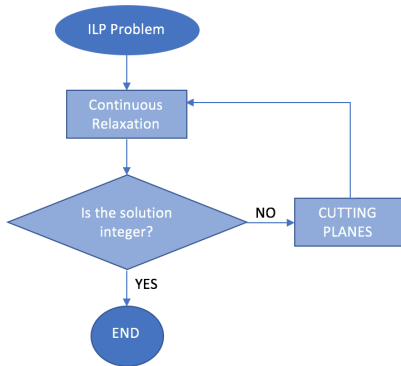 ILP Problem
Continuous
Relaxation
Is the solution
integer?
NO
CUTTING
PLANES
YES
END